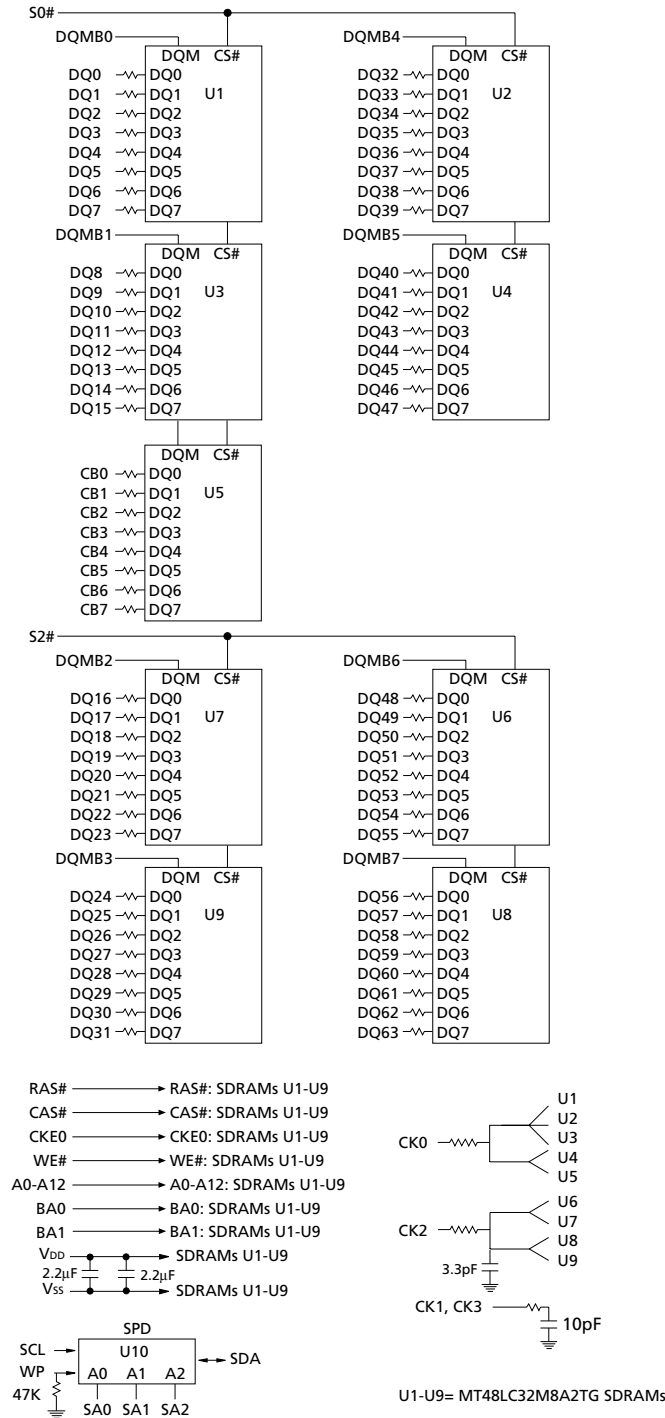 S0#
DQMB0 DQMB4
DQM CS# DQM CS#
DQ0 DQ0 DQ32 DQ0
DQ1 DQ1 U1 DQ33 DQ1 U2
DQ2 DQ2 DQ34 DQ2
DQ3 DQ3 DQ35 DQ3
DQ4 DQ4 DQ36 DQ4
DQ5 DQ5 DQ37 DQ5
DQ6 DQ6 DQ38 DQ6
DQ7 DQ7 DQ39 DQ7
DQMB1 DQMB5
DQM CS# DQM CS#
DQ8 DQ0 DQ40 DQ0
DQ9 DQ1 U3 DQ41 DQ1 U4
DQ10 DQ2 DQ42 DQ2
DQ11 DQ3 DQ43 DQ3
DQ12 DQ4 DQ44 DQ4
DQ13 DQ5 DQ45 DQ5
DQ14 DQ6 DQ46 DQ6
DQ15 DQ7 DQ47 DQ7
DQM CS#
CB0 DQ0
CB1 DQ1 U5
CB2 DQ2
CB3 DQ3
CB4 DQ4
CB5 DQ5
CB6 DQ6
CB7 DQ7
S2#
DQMB2 DQMB6
DQM CS# DQM CS#
DQ16 DQ0 DQ48 DQ0
DQ17 DQ1 U7 DQ49 DQ1 U6
DQ18 DQ2 DQ50 DQ2
DQ19 DQ3 DQ51 DQ3
DQ20 DQ4 DQ52 DQ4
DQ21 DQ5 DQ53 DQ5
DQ22 DQ6 DQ54 DQ6
DQ23 DQ7 DQ55 DQ7
DQMB3 DQMB7
DQM CS# DQM CS#
DQ24 DQ0 DQ56 DQ0
DQ25 DQ1 U9 DQ57 DQ1 U8
DQ26 DQ2 DQ58 DQ2
DQ27 DQ3 DQ59 DQ3
DQ28 DQ4 DQ60 DQ4
DQ29 DQ5 DQ61 DQ5
DQ30 DQ6 DQ62 DQ6
DQ31 DQ7 DQ63 DQ7
RAS# RAS#: SDRAMs U1-U9
CAS# CAS#: SDRAMs U1-U9
CKE0 CKE0: SDRAMs U1-U9
WE# WE#: SDRAMs U1-U9
A0-A12 A0-A12: SDRAMs U1-U9
BA0 BA0: SDRAMs U1-U9
BA1 BA1: SDRAMs U1-U9
VDD SDRAMs U1-U9
2.2µF 2.2µF
VSS SDRAMs U1-U9
SPD
SCL U10 SDA
WP A0 A1 A2
47K
SA0 SA1 SA2
U1
U2
CK0 U3
U4
U5
U6
CK2 U7
U8
U9
3.3pF
CK1, CK3
10pF
U1-U9= MT48LC32M8A2TG SDRAMs